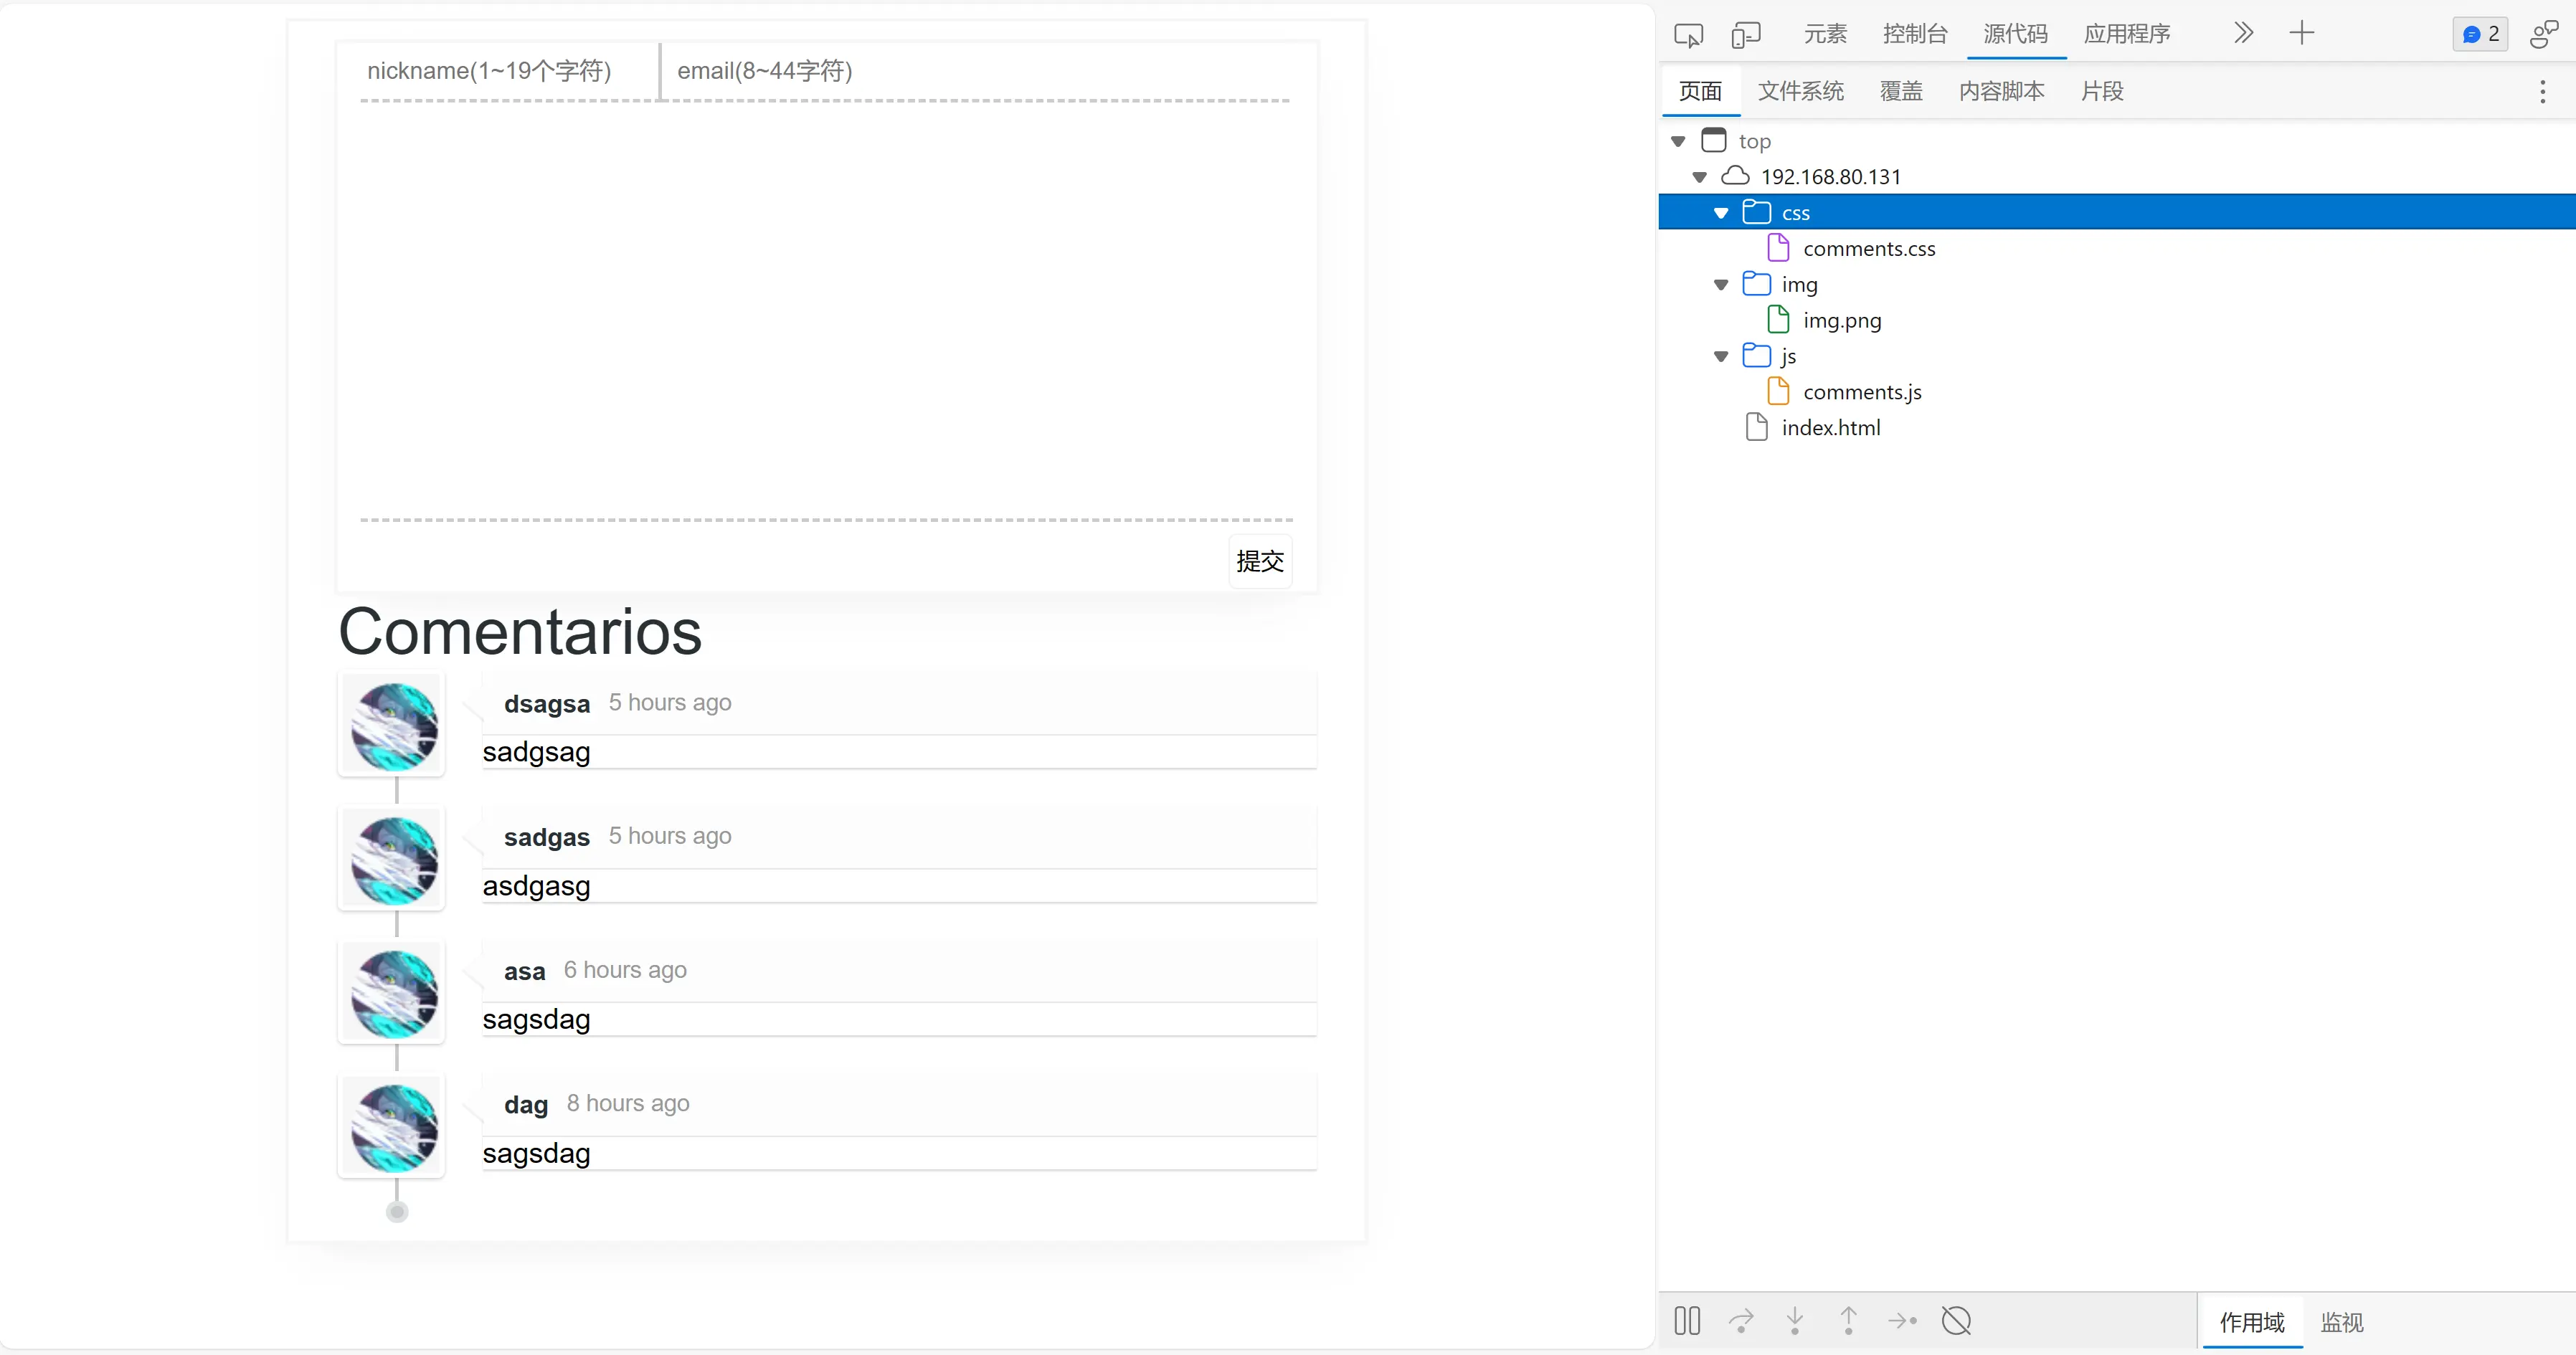 nickname(1~19个字符) email(8~44字符)
提交
Comentarios
dsagsa 5 hours ago
sadgsag
sadgas 5 hours ago
asdgasg
asa 6 hours ago
sagsdag
dag 8 hours ago
sagsdag
元素 控制台 源代码 应用程序 2
页面 文件系统 覆盖 内容脚本 片段
top
192.168.80.131
css
comments.css
img
img.png
js
comments.js
index.html
作用域 监视